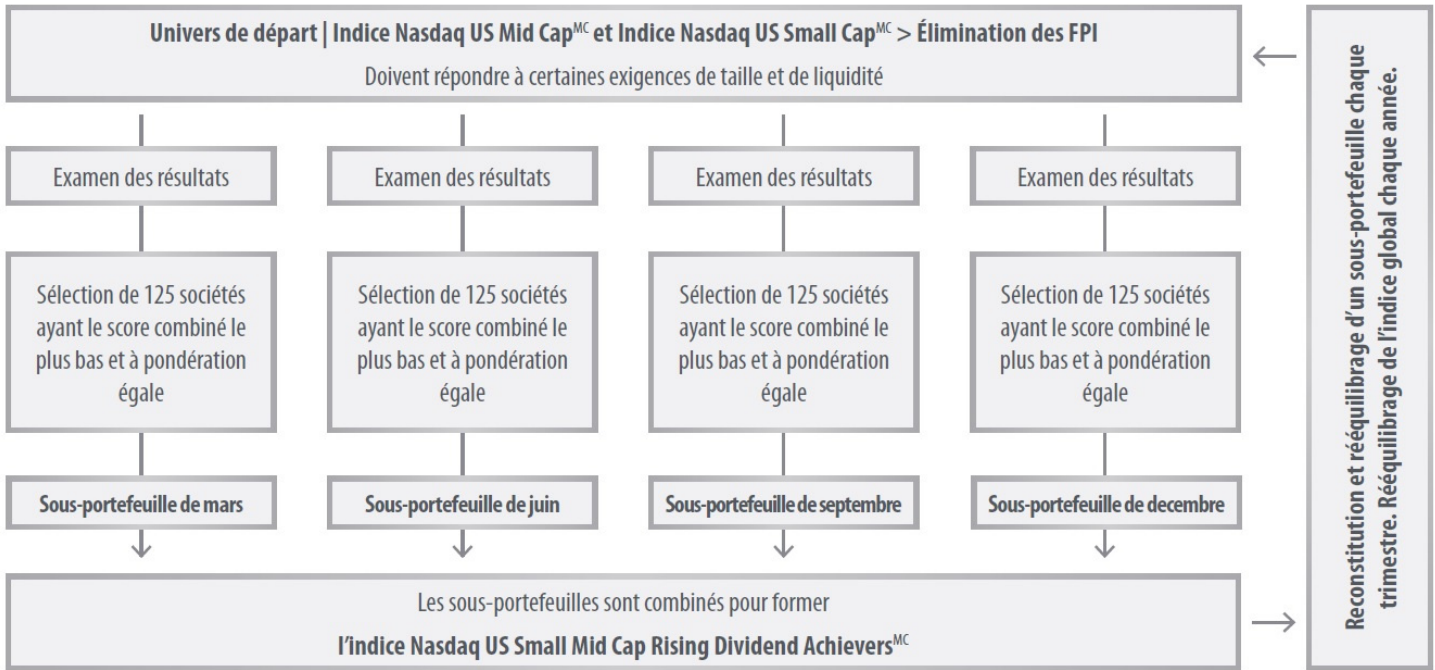 Univers de départ | Indice Nasdaq US Mid Capᴹᶜ et Indice Nasdaq US Small Capᴹᶜ > Élimination des FPI
Doivent répondre à certaines exigences de taille et de liquidité
Examen des résultats
Sélection de 125 sociétés
ayant le score combiné le
plus bas et à pondération
égale
Sous-portefeuille de mars
Examen des résultats
Sélection de 125 sociétés
ayant le score combiné le
plus bas et à pondération
égale
Sous-portefeuille de juin
Examen des résultats
Sélection de 125 sociétés
ayant le score combiné le
plus bas et à pondération
égale
Sous-portefeuille de septembre
Examen des résultats
Sélection de 125 sociétés
ayant le score combiné le
plus bas et à pondération
égale
Sous-portefeuille de decembre
Les sous-portefeuilles sont combinés pour former
l'indice Nasdaq US Small Mid Cap Rising Dividend Achieversᴹᶜ
Reconstitution et rééquilibrage d'un sous-portefeuille chaque
trimestre. Rééquilibrage de l'indice global chaque année.